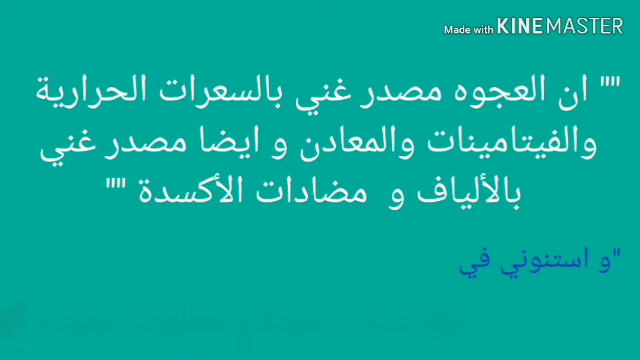 Made with KINEMASTER
"" ان العجوه مصدر غني بالسعرات الحرارية
والفيتامينات والمعادن و ايضا مصدر غني
بالألياف و مضادات الأكسدة ""
"و استنوني في